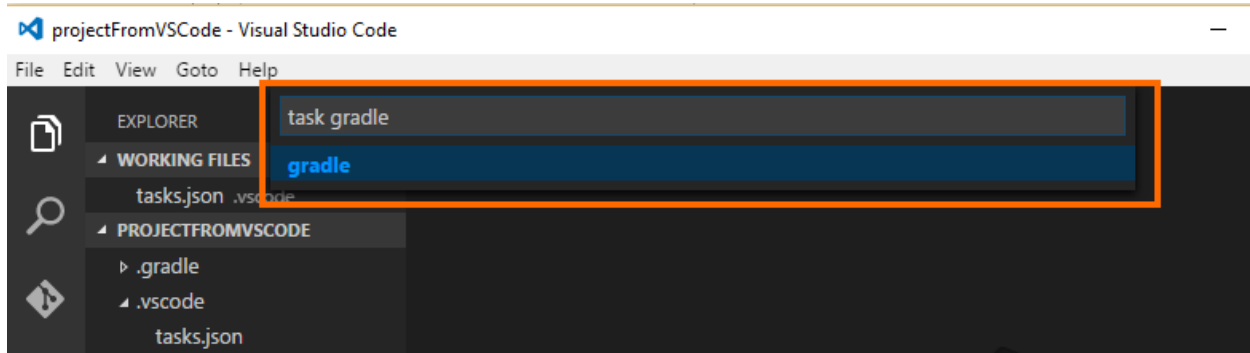 projectFromVSCode - Visual Studio Code
File Edit View Goto Help
task gradle
gradle
EXPLORER
WORKING FILES
tasks.json .vscode
PROJECTFROMVSCODE
.gradle
.vscode
tasks.json